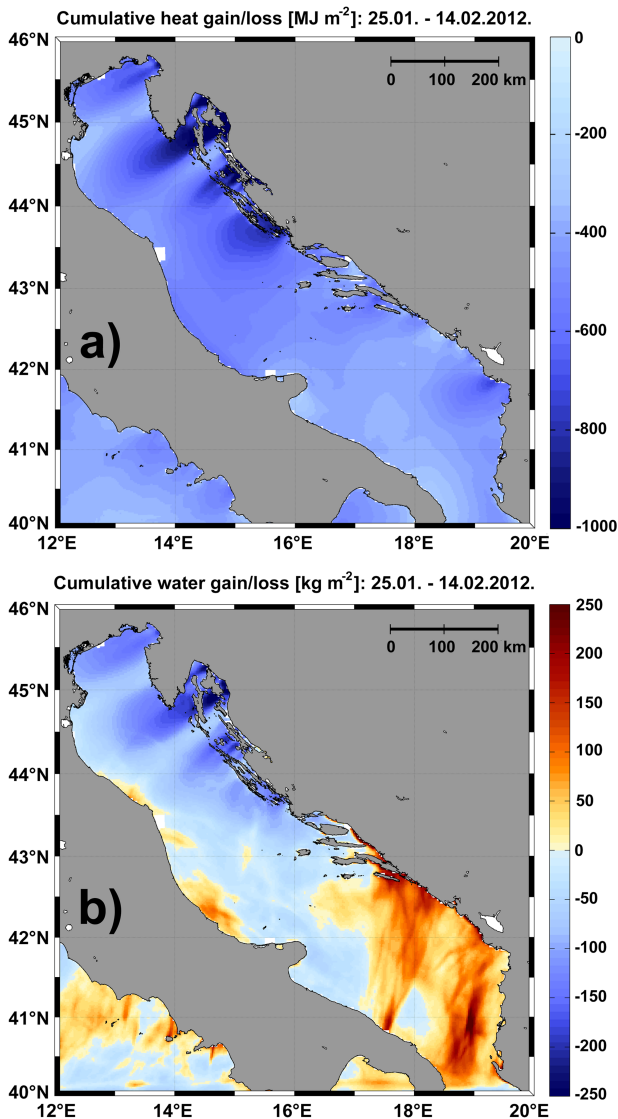 Cumulative heat gain/loss [MJ m-2]: 25.01. - 14.02.2012.
46°N
45°N
44°N
43°N
42°N
41°N
40°N
12°E
14°E
16°E
18°E
20°E
0 100 200 km
a)
0
-200
-400
-600
-800
-1000
Cumulative water gain/loss [kg m-2]: 25.01. - 14.02.2012.
46°N
45°N
44°N
43°N
42°N
41°N
40°N
12°E
14°E
16°E
18°E
20°E
0 100 200 km
b)
250
200
150
100
50
0
-50
-100
-150
-200
-250